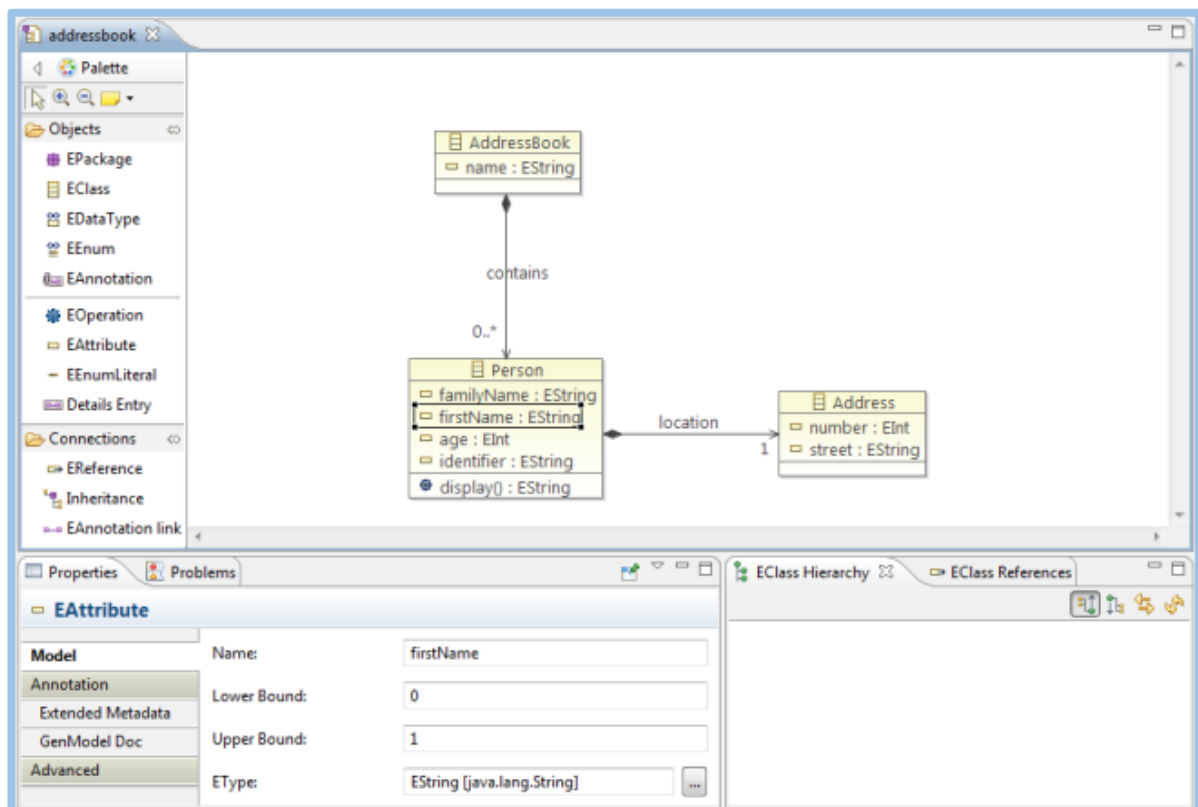 addressbook
Palette
Objects
EPackage
EClass
EDataType
EEnum
EAnnotation
EOperation
EAttribute
EEnumLiteral
Details Entry
Connections
EReference
Inheritance
EAnnotation link
AddressBook
name : EString
contains
0..*
Person
familyName : EString
firstName : EString
age : EInt
identifier : EString
display() : EString
location
1
Address
number : EInt
street : EString
Properties
Problems
EAttribute
Model
Annotation
Extended Metadata
GenModel Doc
Advanced
Name: firstName
Lower Bound: 0
Upper Bound: 1
EType: EString [java.lang.String] ...
EClass Hierarchy
EClass References